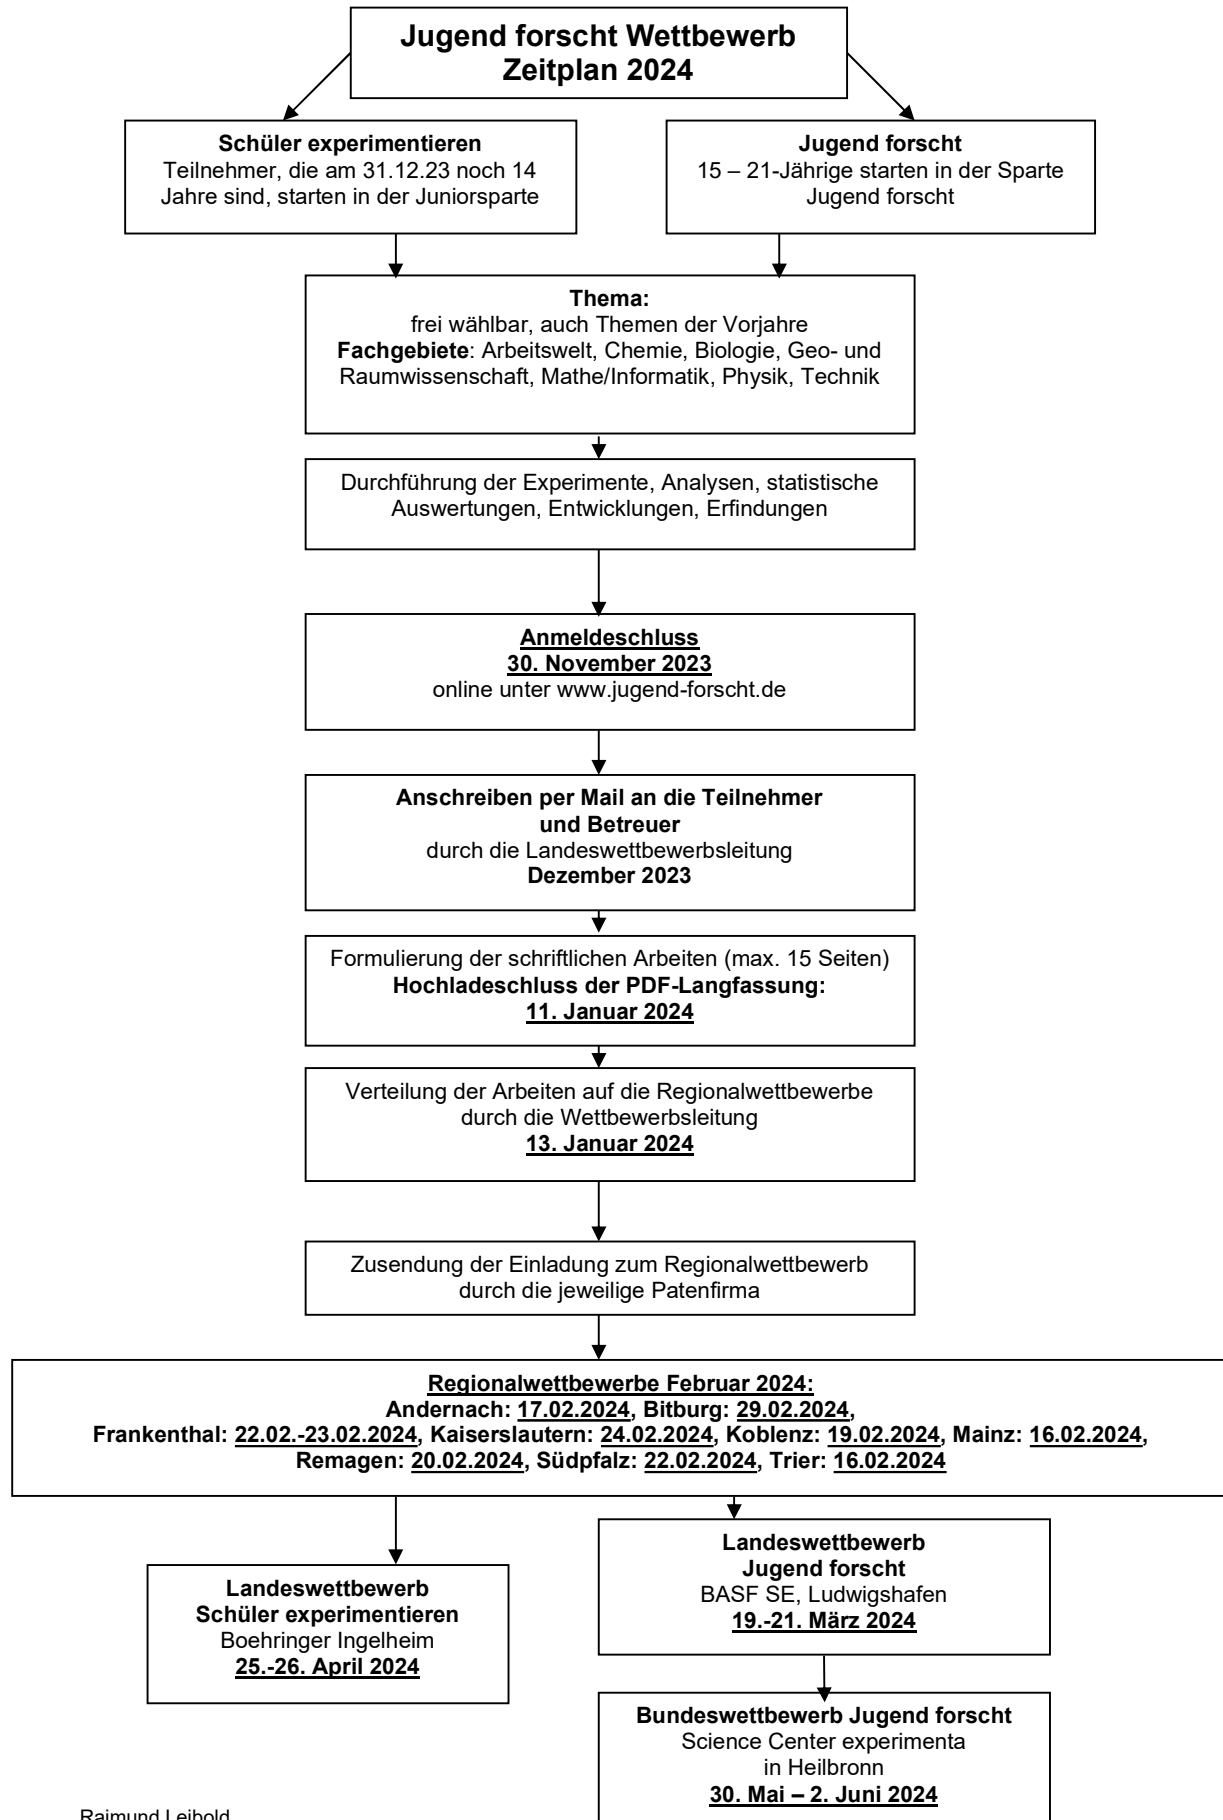 Jugend forscht Wettbewerb
Zeitplan 2024
Schüler experimentieren
Teilnehmer, die am 31.12.23 noch 14
Jahre sind, starten in der Juniorsparte
Jugend forscht
15 – 21-Jährige starten in der Sparte
Jugend forscht
Thema:
frei wählbar, auch Themen der Vorjahre
Fachgebiete: Arbeitswelt, Chemie, Biologie, Geo- und
Raumwissenschaft, Mathe/Informatik, Physik, Technik
Durchführung der Experimente, Analysen, statistische
Auswertungen, Entwicklungen, Erfindungen
Anmeldeschluss
30. November 2023
online unter www.jugend-forscht.de
Anschreiben per Mail an die Teilnehmer
und Betreuer
durch die Landeswettbewerbsleitung
Dezember 2023
Formulierung der schriftlichen Arbeiten (max. 15 Seiten)
Hochladeschluss der PDF-Langfassung:
11. Januar 2024
Verteilung der Arbeiten auf die Regionalwettbewerbe
durch die Wettbewerbsleitung
13. Januar 2024
Zusendung der Einladung zum Regionalwettbewerb
durch die jeweilige Patenfirma
Regionalwettbewerbe Februar 2024:
Andernach: 17.02.2024, Bitburg: 29.02.2024,
Frankenthal: 22.02.-23.02.2024, Kaiserslautern: 24.02.2024, Koblenz: 19.02.2024, Mainz: 16.02.2024,
Remagen: 20.02.2024, Südpfalz: 22.02.2024, Trier: 16.02.2024
Landeswettbewerb
Schüler experimentieren
Boehringer Ingelheim
25.-26. April 2024
Landeswettbewerb
Jugend forscht
BASF SE, Ludwigshafen
19.-21. März 2024
Bundeswettbewerb Jugend forscht
Science Center experimenta
in Heilbronn
30. Mai – 2. Juni 2024
Raimund Leibold